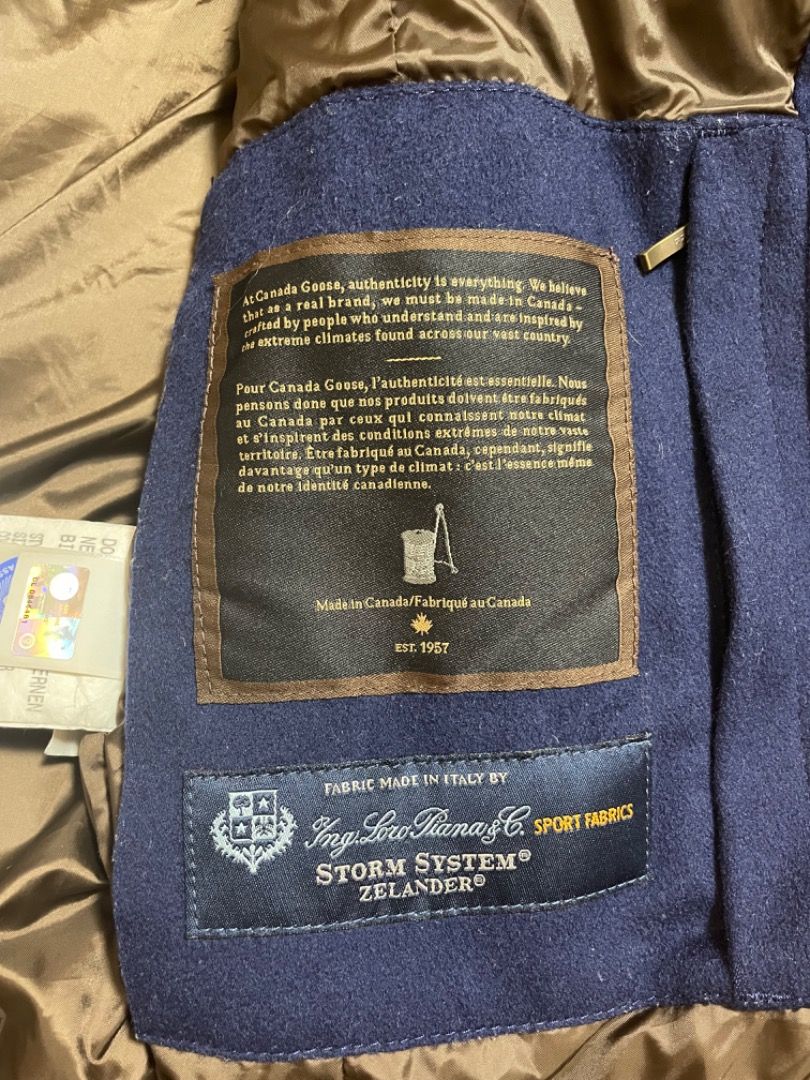 At Canada Goose, authenticity is everything. We believe
that as a real brand, we must be made in Canada –
crafted by people who understand and are inspired by
the extreme climates found across our vast country.
Pour Canada Goose, l'authenticité est essentielle. Nous
pensons donc que nos produits doivent être fabriqués
au Canada par ceux qui connaissent notre climat
et s'inspirent des conditions extrêmes de notre vaste
territoire. Être fabriqué au Canada, cependant, signifie
davantage qu'un type de climat : c'est l'essence même
de notre identité canadienne.
Made in Canada/Fabriqué au Canada
EST. 1957
FABRIC MADE IN ITALY BY
Ing. Loro Piana & C. SPORT FABRICS
STORM SYSTEM®
ZELANDER®
DO
NE
BI
ERNEN